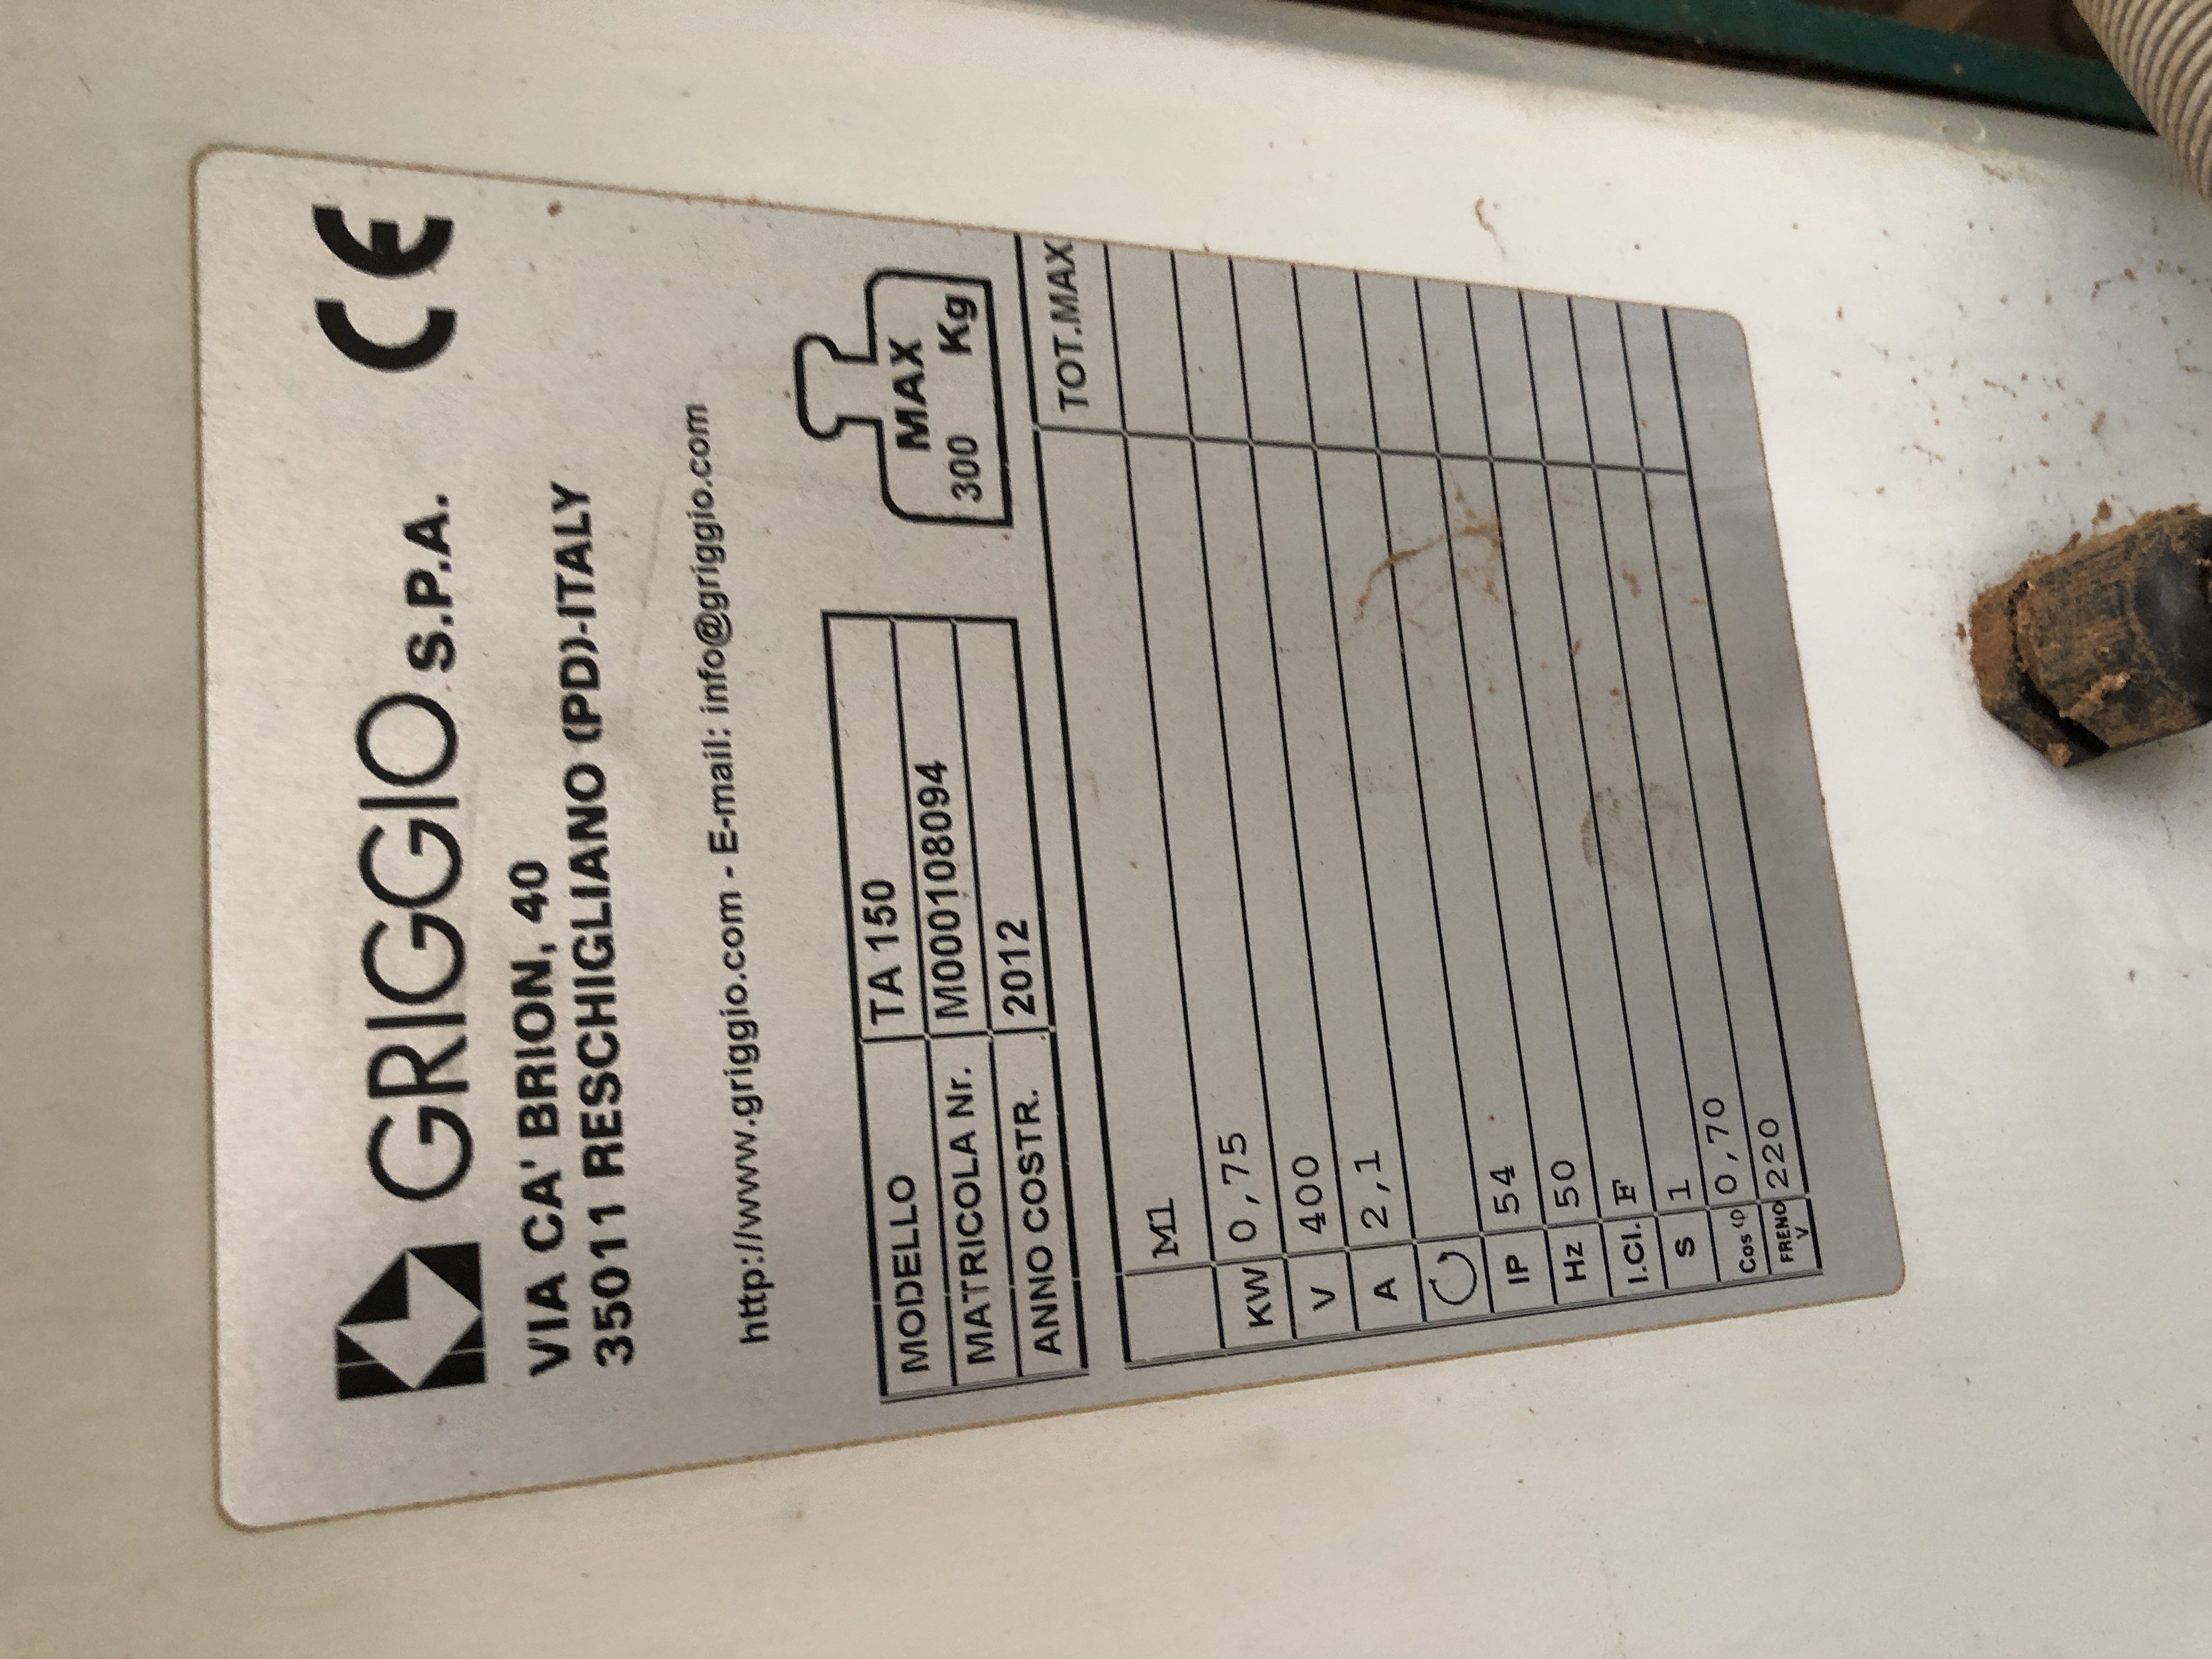 GRIGGIO S.P.A. CE
VIA CA' BRION, 40
35011 RESCHIGLIANO (PD)-ITALY
http://www.griggio.com - E-mail: info@griggio.com
MODELLO TA 150
MATRICOLA Nr. M000108094
ANNO COSTR. 2012
MAX
300 Kg
TOT.MAX
M1
KW 0,75
V 400
A 2,1
IP 54
Hz 50
I.Cl. F
S 1
Cos φ 0,70
FRENO V 220